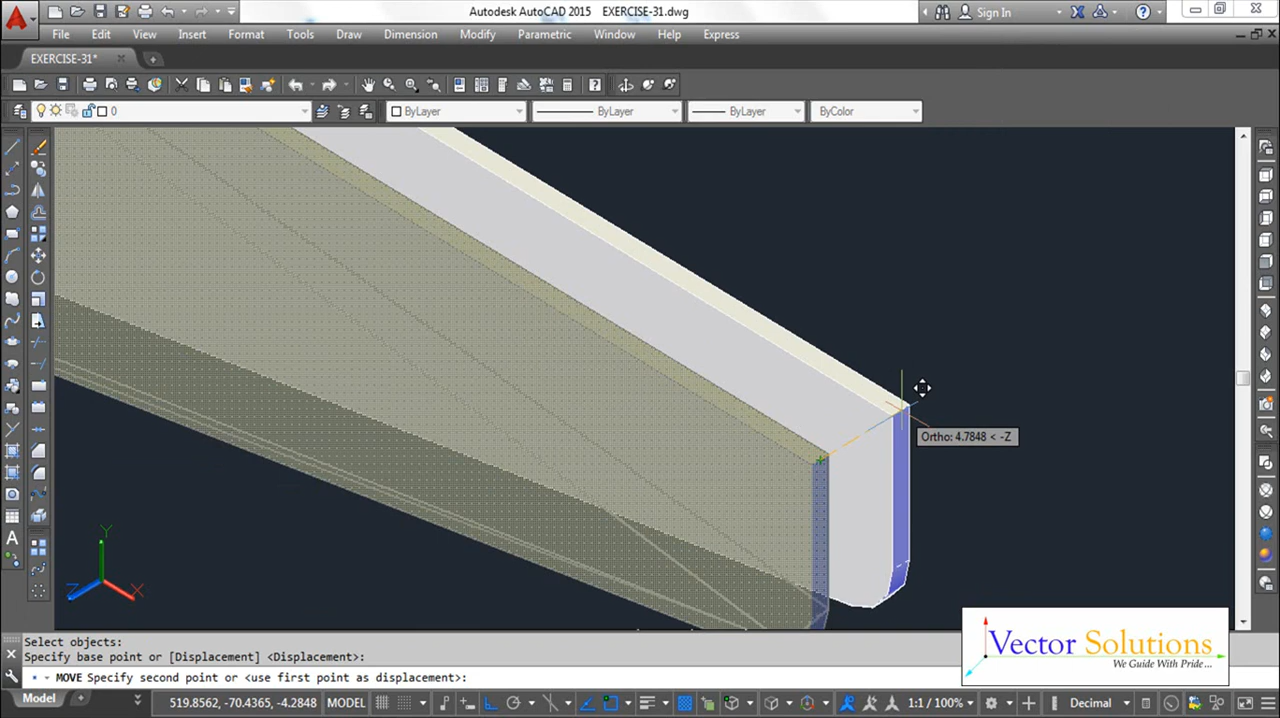 Autodesk AutoCAD 2015 EXERCISE-31.dwg
Sign In
File Edit View Insert Format Tools Draw Dimension Modify Parametric Window Help Express
EXERCISE-31*
0
ByLayer
ByLayer
ByLayer
ByColor
Ortho: 4.7848 < -Z
Y
Z
X
Select objects:
Specify base point or [Displacement] <Displacement>:
MOVE Specify second point or <use first point as displacement>:
Vector Solutions
We Guide With Pride...
Model
519.8562, -70.4365, -4.2848 MODEL
1:1 / 100%
Decimal